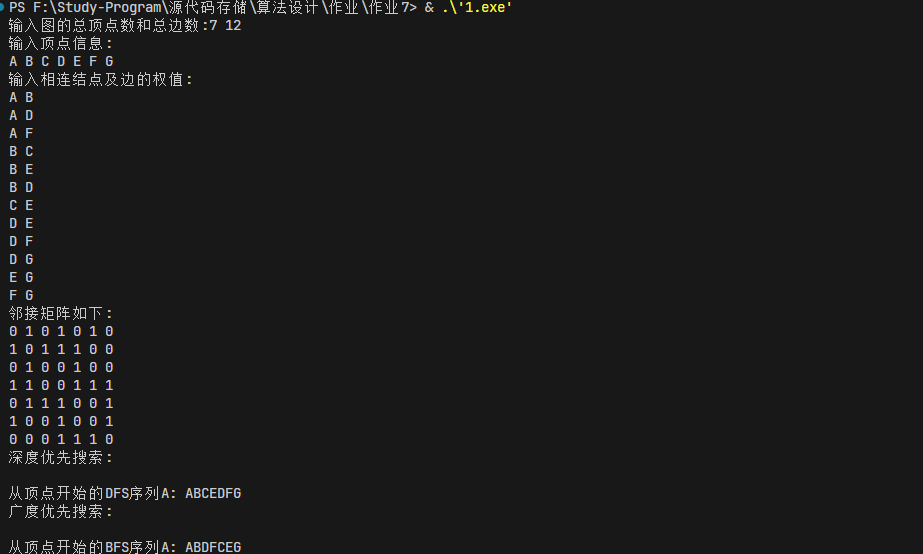 PS F:\Study-Program\源代码存储\算法设计\作业\作业7> & .\'1.exe'
输入图的总顶点数和总边数:7 12
输入顶点信息:
A B C D E F G
输入相连结点及边的权值:
A B
A D
A F
B C
B E
B D
C E
D E
D F
D G
E G
F G
邻接矩阵如下:
0 1 0 1 0 1 0
1 0 1 1 1 0 0
0 1 0 0 1 0 0
1 1 0 0 1 1 1
0 1 1 1 0 0 1
1 0 0 1 0 0 1
0 0 0 1 1 1 0
深度优先搜索:
从顶点开始的DFS序列A: ABCEDFG
广度优先搜索:
从顶点开始的BFS序列A: ABDFCEG